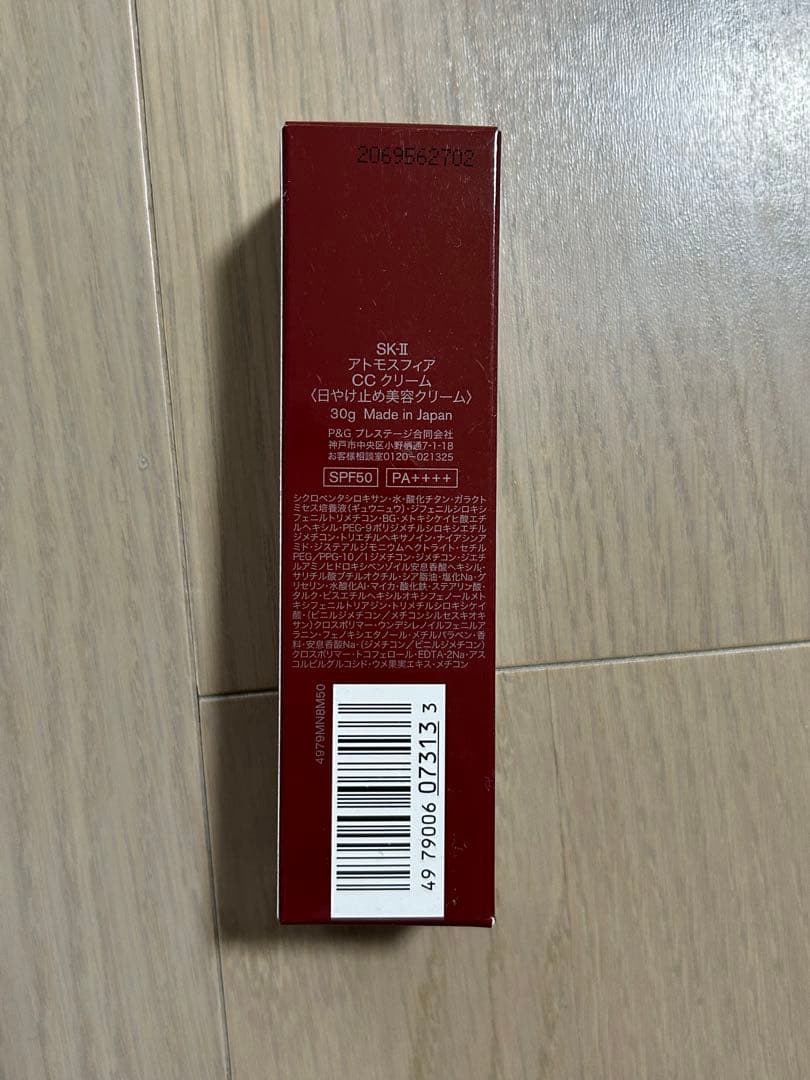 2069562702
SK-II
アトモスフィア
CC クリーム
〈日やけ止め美容クリーム〉
30g Made in Japan
P&G プレステージ合同会社
神戸市中央区小野柄通7-1-18
お客様相談室0120-021325
SPF50 PA++++
シクロペンタシロキサン・水・酸化チタン・ガラクト
ミセス培養液(ギュウニュウ)・ジフェニルシロキシ
フェニルトリメチコン・BG・メトキシケイヒ酸エチ
ルヘキシル・PEG-9ポリジメチルシロキシエチル
ジメチコン・トリエチルヘキサノイン・ナイアシンア
ミド・ジステアルジモニウムヘクトライト・セチル
PEG/PPG-10/1ジメチコン・ジメチコン・ジエチ
ルアミノヒドロキシベンゾイル安息香酸ヘキシル・
サリチル酸ブチルオクチル・シア脂油・塩化Na・グ
リセリン・水酸化Al・マイカ・酸化鉄・ステアリン酸・
タルク・ビスエチルヘキシルオキシフェノールメト
キシフェニルトリアジン・トリメチルシロキシケイ
酸・(ビニルジメチコン/メチコンシルセスキオキ
サン)クロスポリマー・ウンデシレノイルフェニルア
ラニン・フェノキシエタノール・メチルパラベン・香
料・安息香酸Na・(ジメチコン/ビニルジメチコン)
クロスポリマー・トコフェロール・EDTA-2Na・アス
コルビルグルコシド・ウメ果実エキス・メチコン
4979MN8M50
49 79006 07313 3